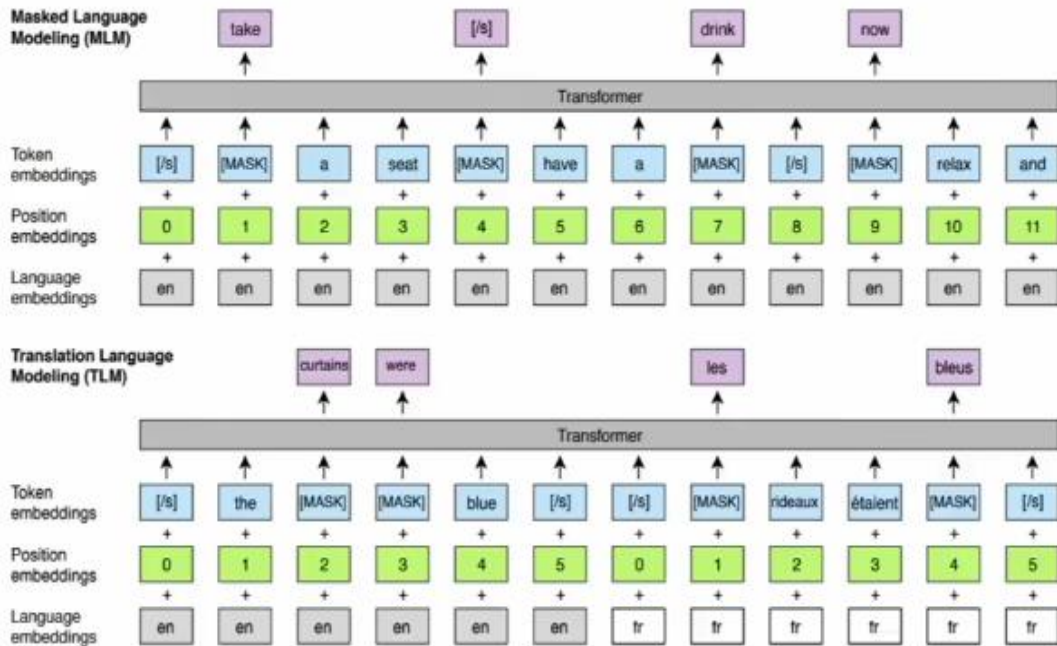 Masked Language
Modeling (MLM)
take [/s] drink now
Transformer
Token
embeddings
[/s] [MASK] a seat [MASK] have a [MASK] [/s] [MASK] relax and
+ + + + + + + + + + + +
Position
embeddings
0 1 2 3 4 5 6 7 8 9 10 11
+ + + + + + + + + + + +
Language
embeddings
en en en en en en en en en en en en
Translation Language
Modeling (TLM)
curtains were les bleus
Transformer
Token
embeddings
[/s] the [MASK] [MASK] blue [/s] [/s] [MASK] rideaux étaient [MASK] [/s]
+ + + + + + + + + + + +
Position
embeddings
0 1 2 3 4 5 0 1 2 3 4 5
+ + + + + + + + + + + +
Language
embeddings
en en en en en en fr fr fr fr fr fr